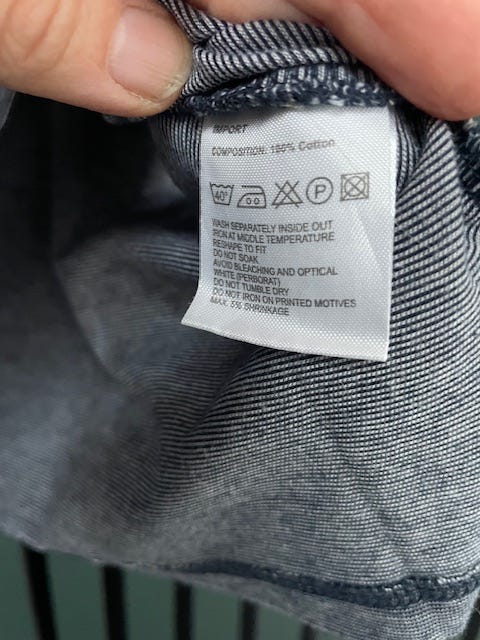 IMPORT
COMPOSITION: 100% Cotton
40° P
WASH SEPARATELY INSIDE OUT
IRON AT MIDDLE TEMPERATURE
RESHAPE TO FIT
DO NOT SOAK
AVOID BLEACHING AND OPTICAL
WHITE (PERBORAT)
DO NOT TUMBLE DRY
DO NOT IRON ON PRINTED MOTIVES
MAX. 5% SHRINKAGE